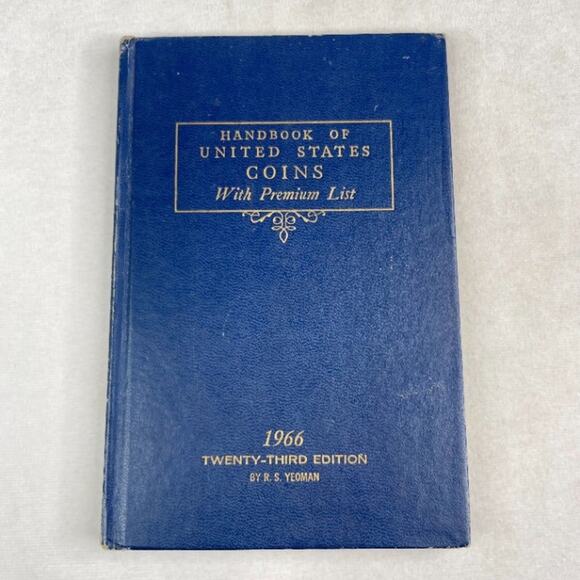 HANDBOOK OF
UNITED STATES
COINS
With Premium List
1966
TWENTY-THIRD EDITION
BY R. S. YEOMAN